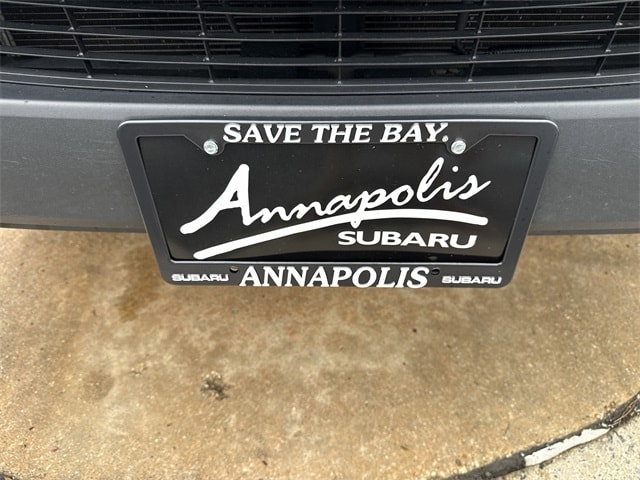 SAVE THE BAY.
Annapolis
SUBARU
SUBARU ANNAPOLIS SUBARU